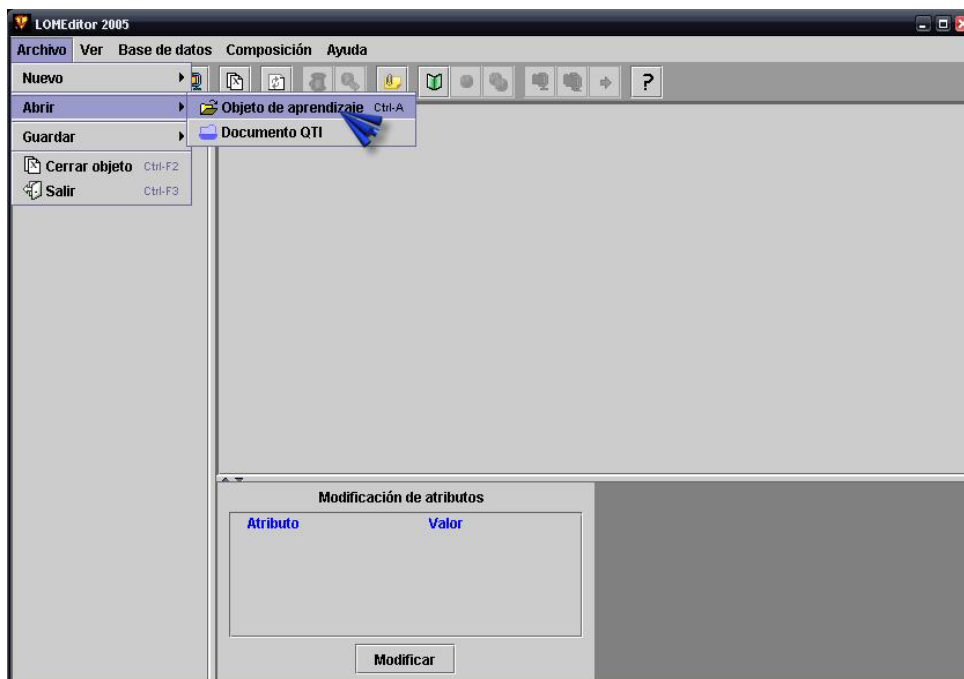 LOMEditor 2005
Archivo Ver Base de datos Composición Ayuda
Nuevo
?
Abrir
Objeto de aprendizaje Ctrl-A
Documento QTI
Guardar
Cerrar objeto Ctrl-F2
Salir Ctrl-F3
Modificación de atributos
Atributo Valor
Modificar